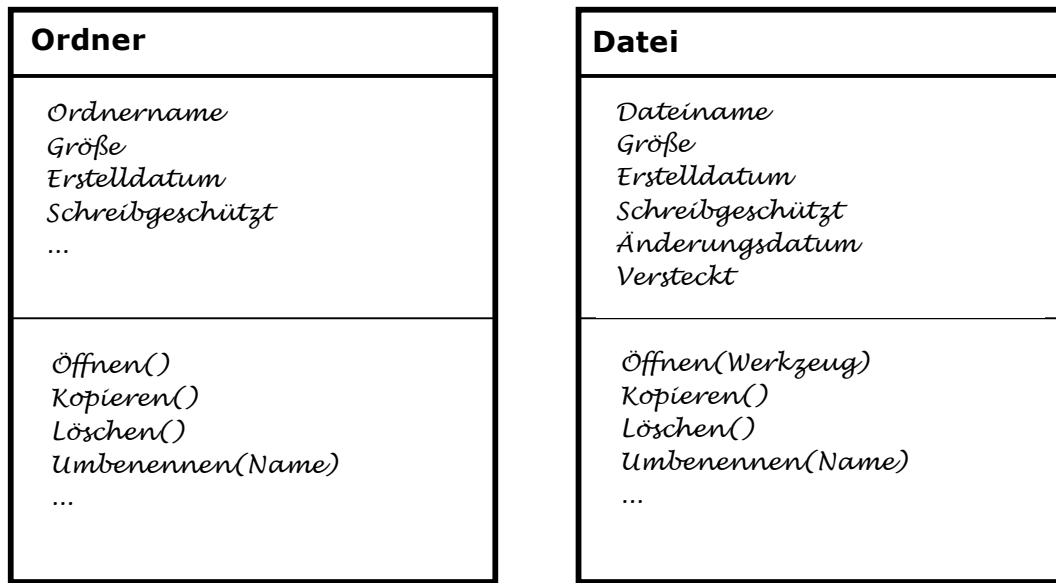 Ordner
Ordnername
Größe
Erstelldatum
Schreibgeschützt
...
Öffnen()
Kopieren()
Löschen()
Umbenennen(Name)
...
Datei
Dateiname
Größe
Erstelldatum
Schreibgeschützt
Änderungsdatum
Versteckt
Öffnen(Werkzeug)
Kopieren()
Löschen()
Umbenennen(Name)
...